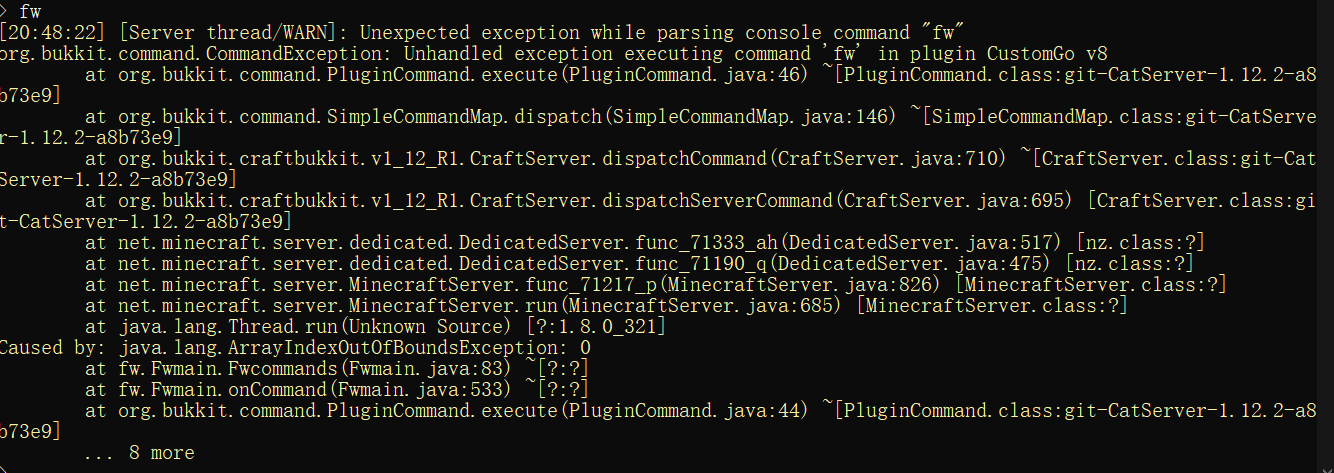 > fw
[20:48:22] [Server thread/WARN]: Unexpected exception while parsing console command "fw"
org.bukkit.command.CommandException: Unhandled exception executing command 'fw' in plugin CustomGo v8
at org.bukkit.command.PluginCommand.execute(PluginCommand.java:46) ~[PluginCommand.class:git-CatServer-1.12.2-a8
b73e9]
at org.bukkit.command.SimpleCommandMap.dispatch(SimpleCommandMap.java:146) ~[SimpleCommandMap.class:git-CatServe
r-1.12.2-a8b73e9]
at org.bukkit.craftbukkit.v1_12_R1.CraftServer.dispatchCommand(CraftServer.java:710) ~[CraftServer.class:git-Cat
Server-1.12.2-a8b73e9]
at org.bukkit.craftbukkit.v1_12_R1.CraftServer.dispatchServerCommand(CraftServer.java:695) [CraftServer.class:gi
t-CatServer-1.12.2-a8b73e9]
at net.minecraft.server.dedicated.DedicatedServer.func_71333_ah(DedicatedServer.java:517) [nz.class:?]
at net.minecraft.server.dedicated.DedicatedServer.func_71190_q(DedicatedServer.java:475) [nz.class:?]
at net.minecraft.server.MinecraftServer.func_71217_p(MinecraftServer.java:826) [MinecraftServer.class:?]
at net.minecraft.server.MinecraftServer.run(MinecraftServer.java:685) [MinecraftServer.class:?]
at java.lang.Thread.run(Unknown Source) [?:1.8.0_321]
Caused by: java.lang.ArrayIndexOutOfBoundsException: 0
at fw.Fwmain.Fwcommands(Fwmain.java:83) ~[?:?]
at fw.Fwmain.onCommand(Fwmain.java:533) ~[?:?]
at org.bukkit.command.PluginCommand.execute(PluginCommand.java:44) ~[PluginCommand.class:git-CatServer-1.12.2-a8
b73e9]
... 8 more